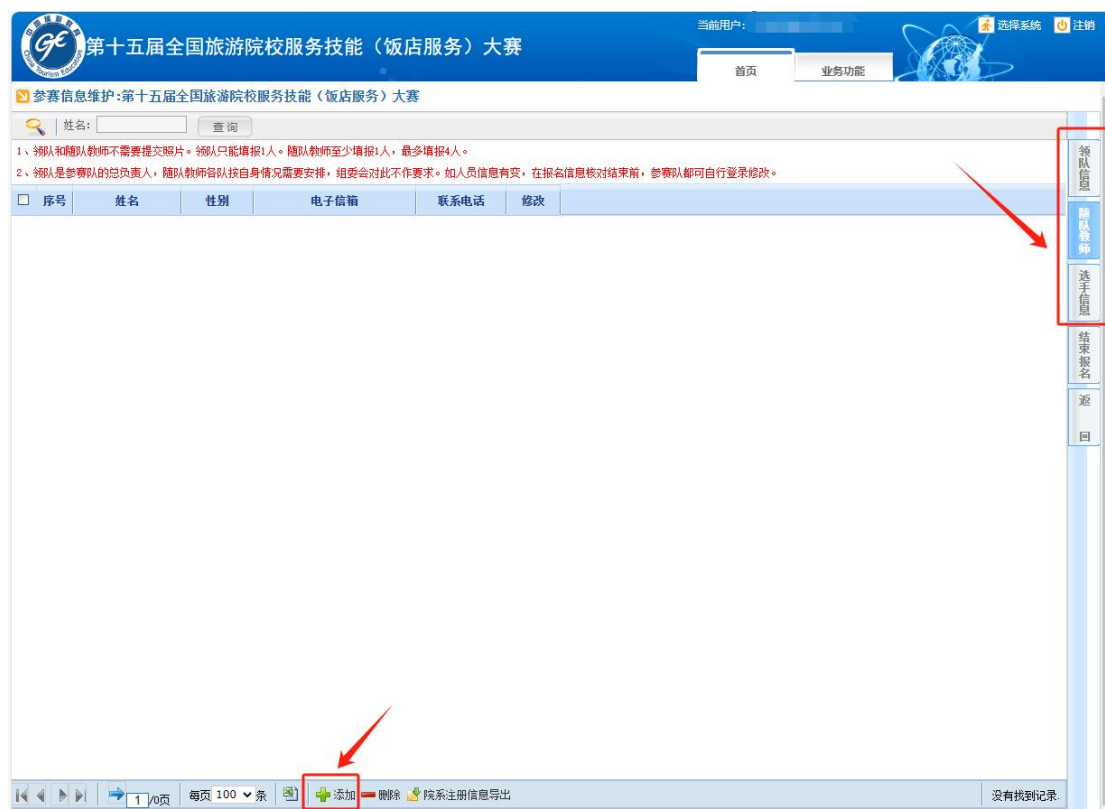 当前用户:
选择系统
注销
中国旅游教育
China Tourism Education
第十五届全国旅游院校服务技能（饭店服务）大赛
首页
业务功能
参赛信息维护:第十五届全国旅游院校服务技能（饭店服务）大赛
姓名:
查询
1、领队和随队教师不需要提交照片。领队只能填报1人。随队教师至少填报1人，最多填报4人。
2、领队是参赛队的总负责人，随队教师各队按自身情况需要安排，组委会对此不作要求。如人员信息有变，在报名信息核对结束前，参赛队都可自行登录修改。
序号 姓名 性别 电子信箱 联系电话 修改
领队信息
随队教师
选手信息
结束报名
返 回
1 /0页 每页 100 条 添加 删除 院系注册信息导出 没有找到记录.